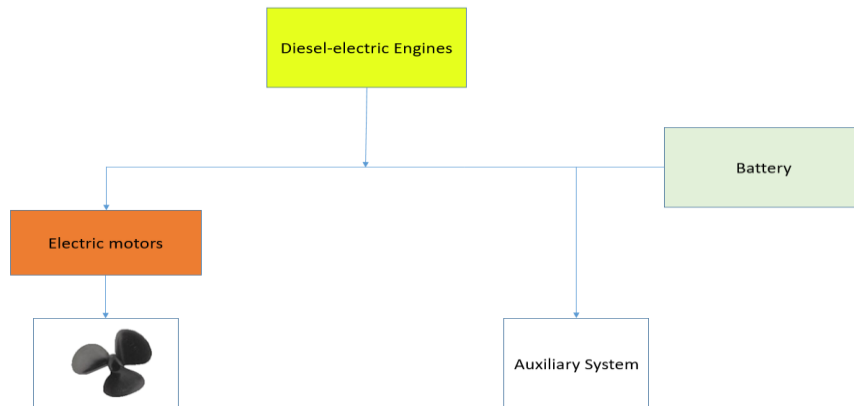 Diesel-electric Engines
Battery
Electric motors
Auxiliary System